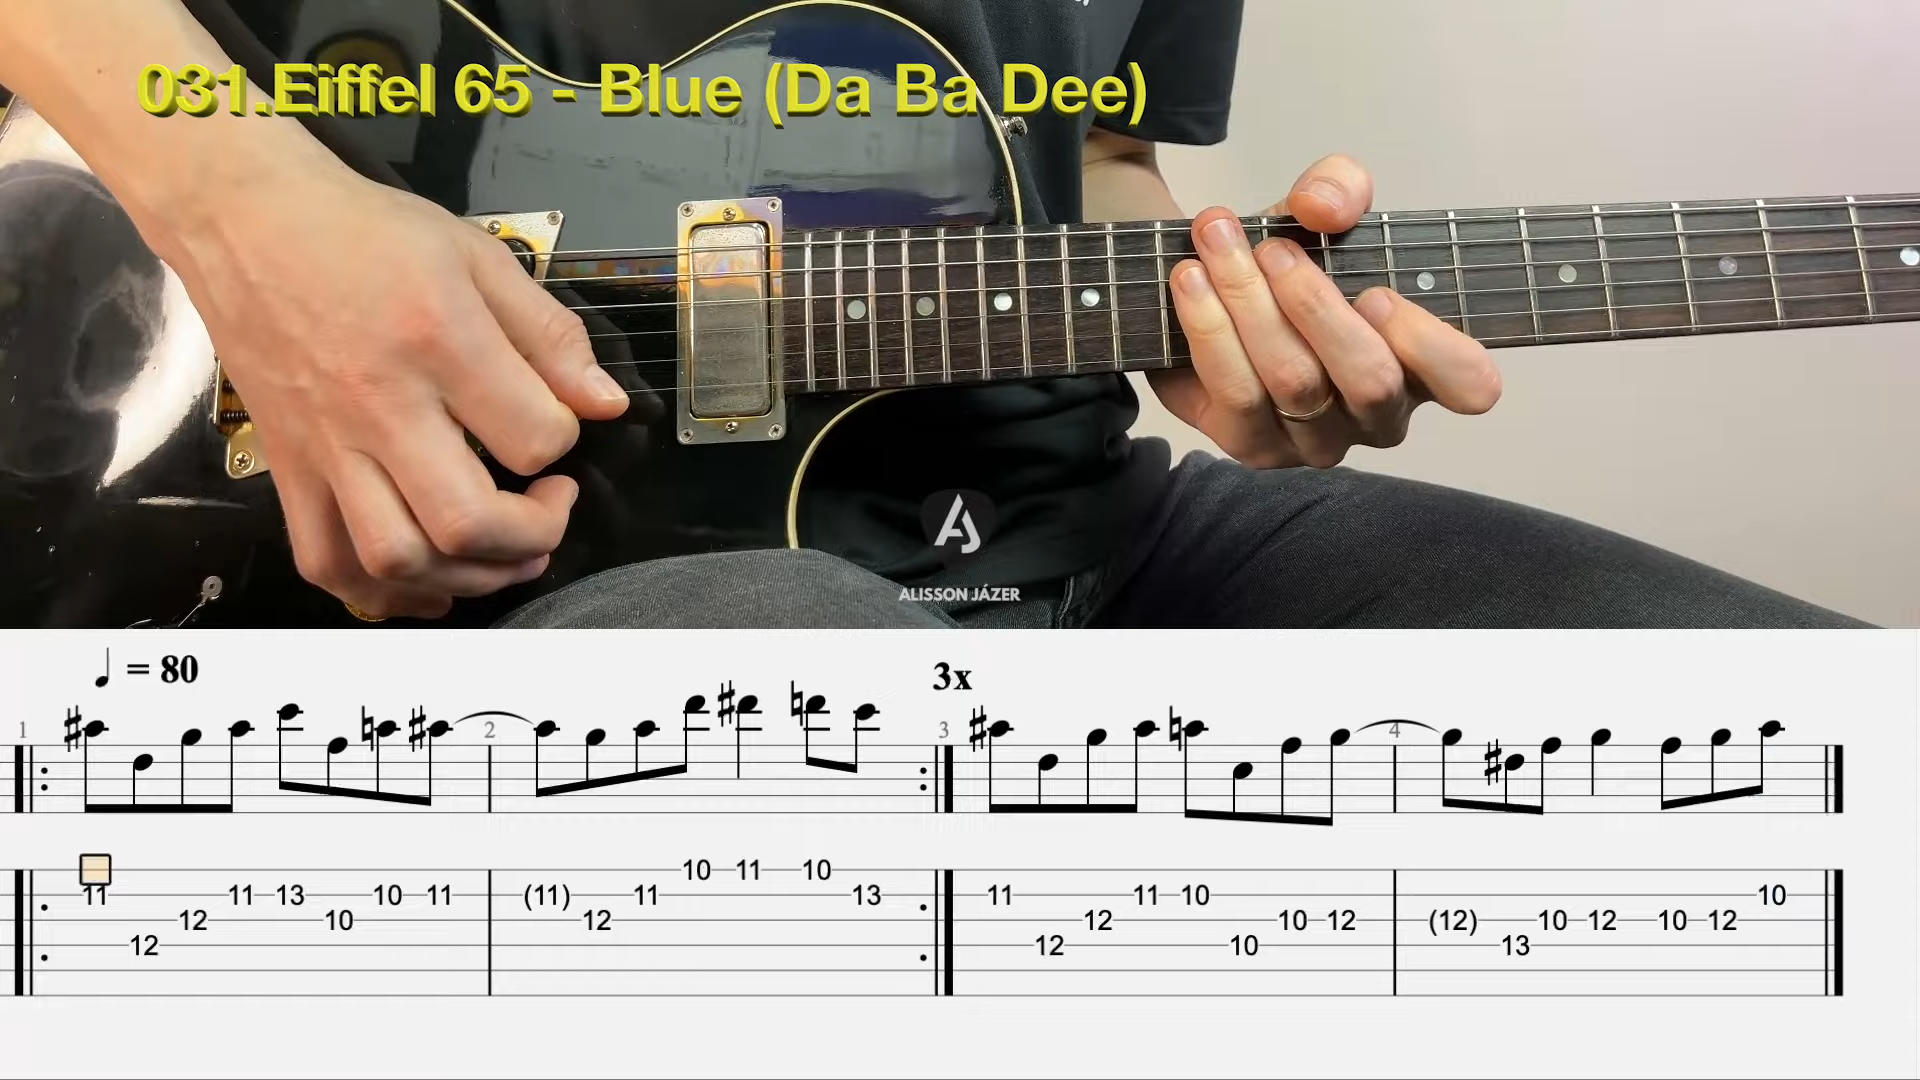 031.Eiffel 65 - Blue (Da Ba Dee)
AJ
ALISSON JÁZER
♩ = 80
3x
1 2 3 4
10 11 10
11 11 13 10 11 (11) 11 13 11 11 10 10
12 10 12 12 10 12 (12) 10 12 10 12
12 12 10 13